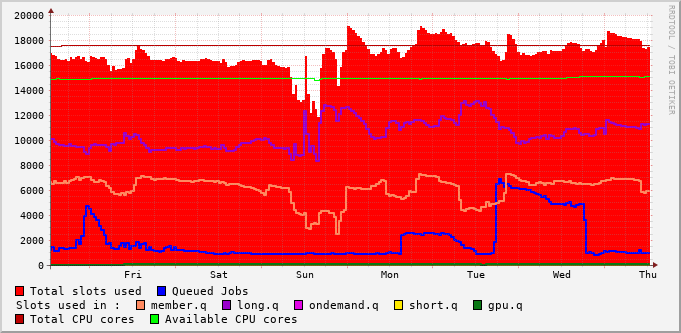 20000
18000
16000
14000
12000
10000
8000
6000
4000
2000
0
Fri Sat Sun Mon Tue Wed Thu
Total slots used Queued Jobs
Slots used in : member.q long.q ondemand.q short.q gpu.q
Total CPU cores Available CPU cores
RRDTOOL / TOBI OETIKER